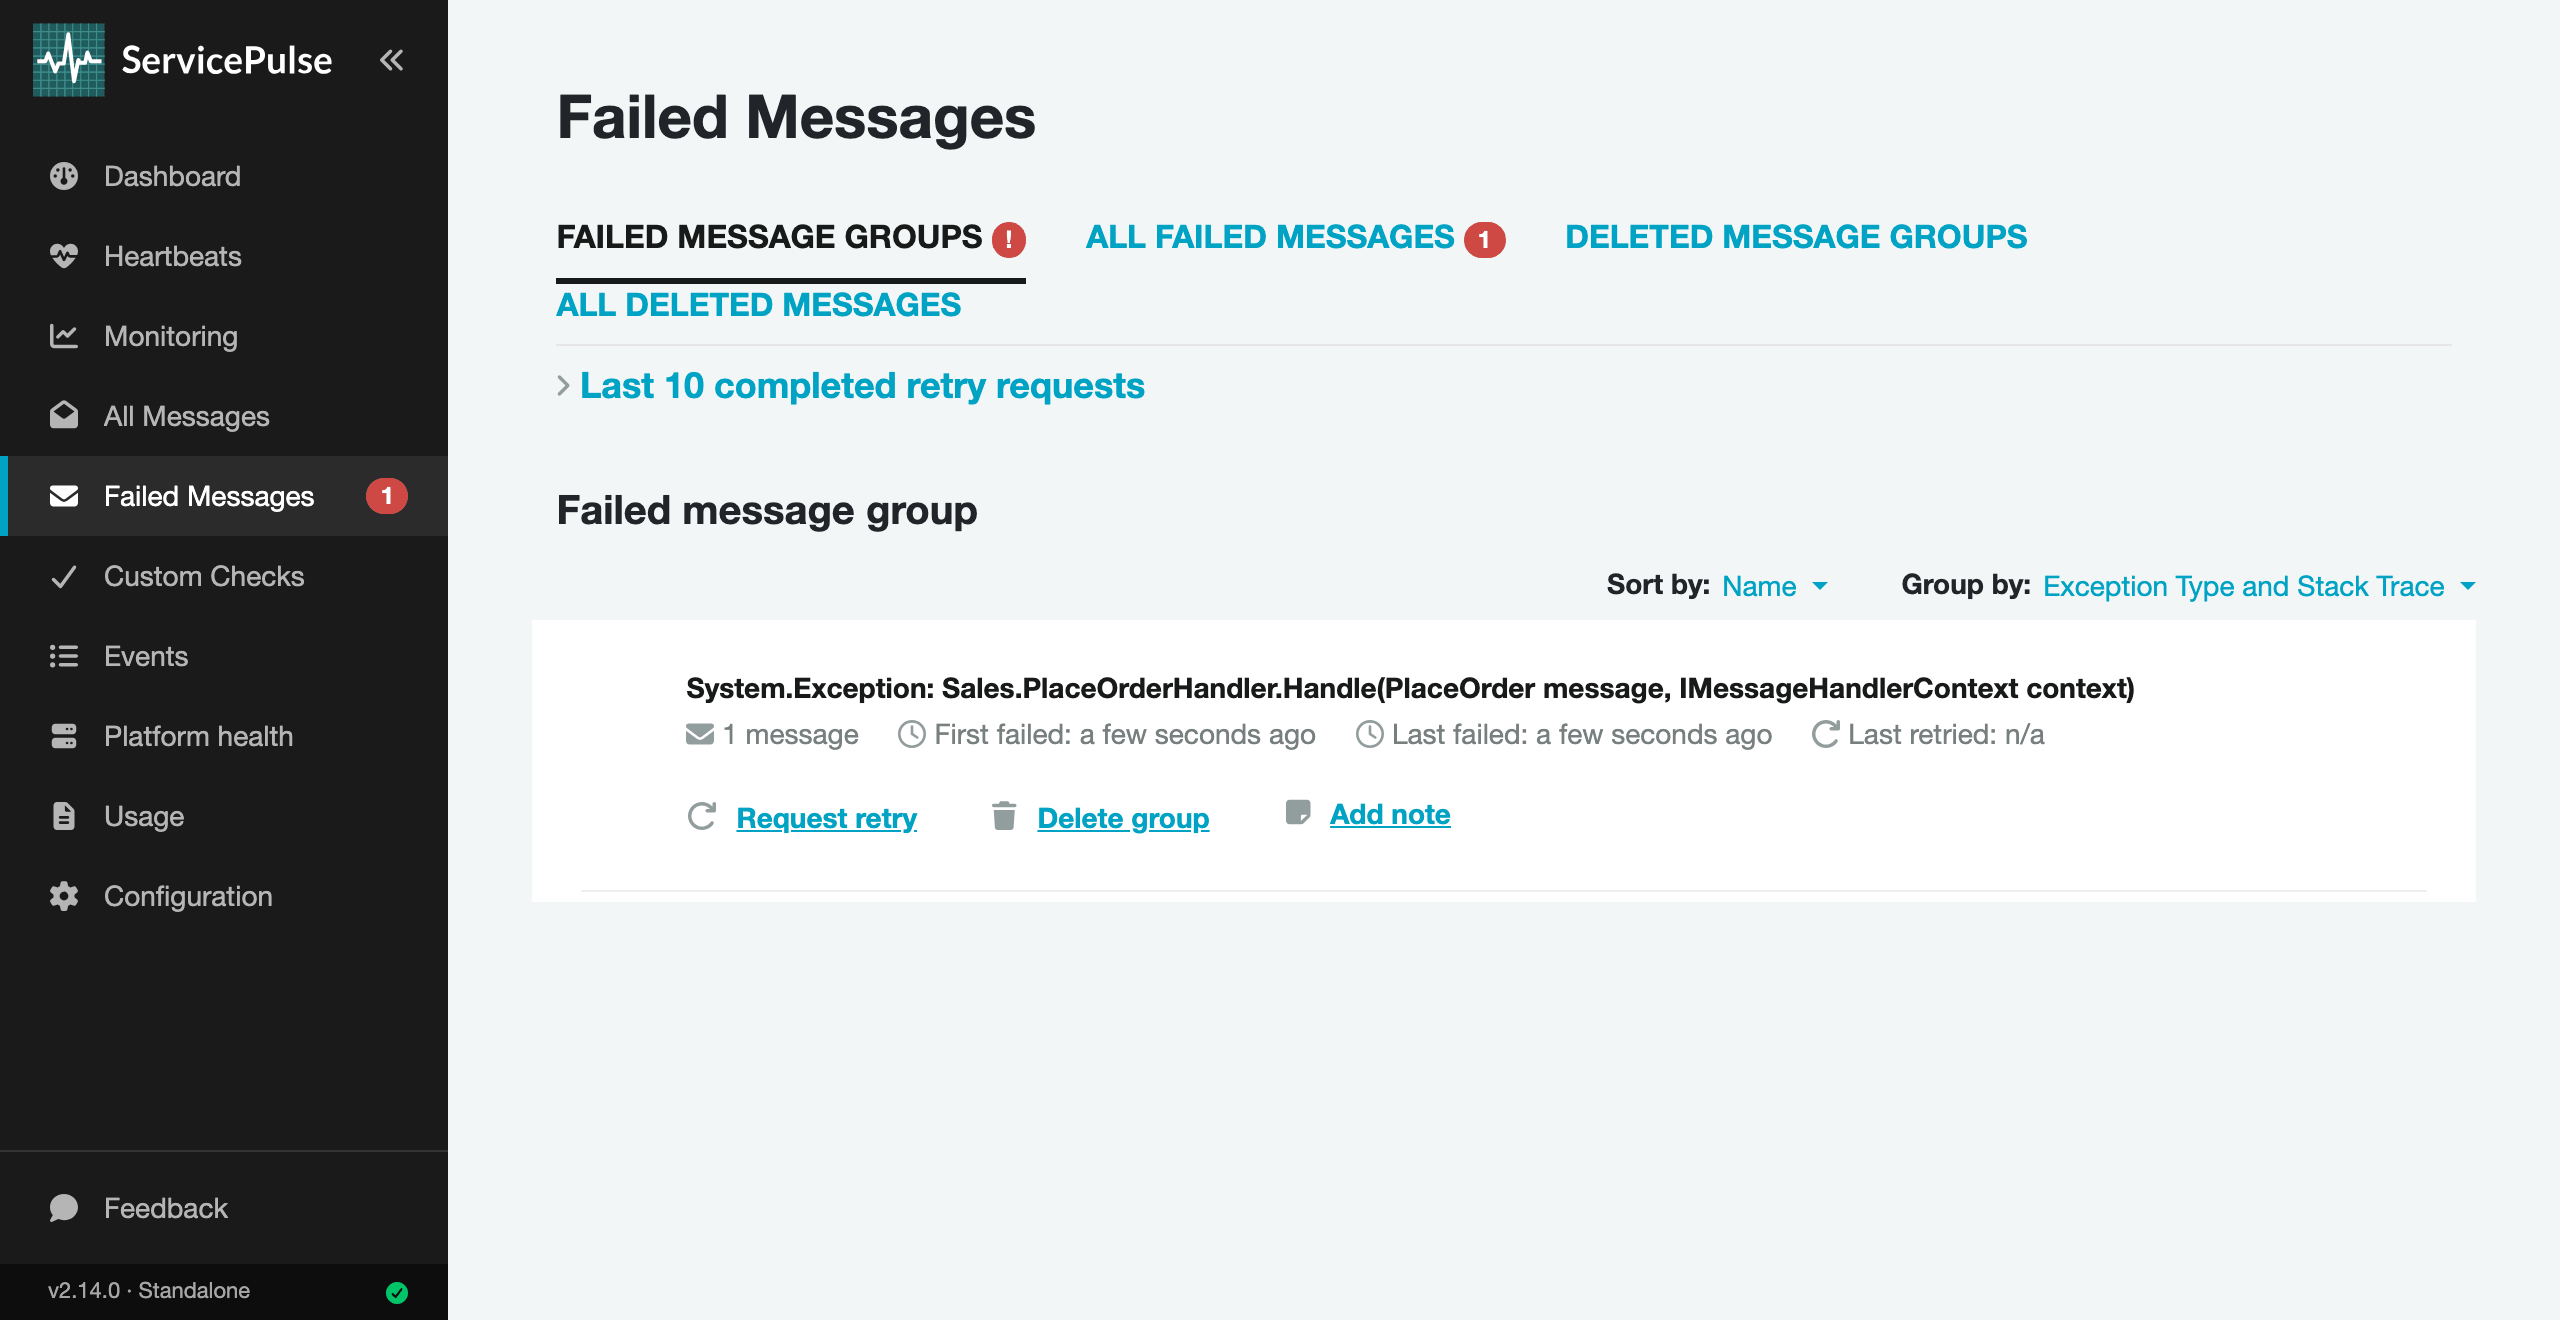 ServicePulse
Dashboard
Heartbeats
Monitoring
All Messages
Failed Messages 1
Custom Checks
Events
Platform health
Usage
Configuration
Feedback
v2.14.0 · Standalone
Failed Messages
FAILED MESSAGE GROUPS ! ALL FAILED MESSAGES 1 DELETED MESSAGE GROUPS
ALL DELETED MESSAGES
Last 10 completed retry requests
Failed message group
Sort by: Name Group by: Exception Type and Stack Trace
System.Exception: Sales.PlaceOrderHandler.Handle(PlaceOrder message, IMessageHandlerContext context)
1 message First failed: a few seconds ago Last failed: a few seconds ago Last retried: n/a
Request retry Delete group Add note